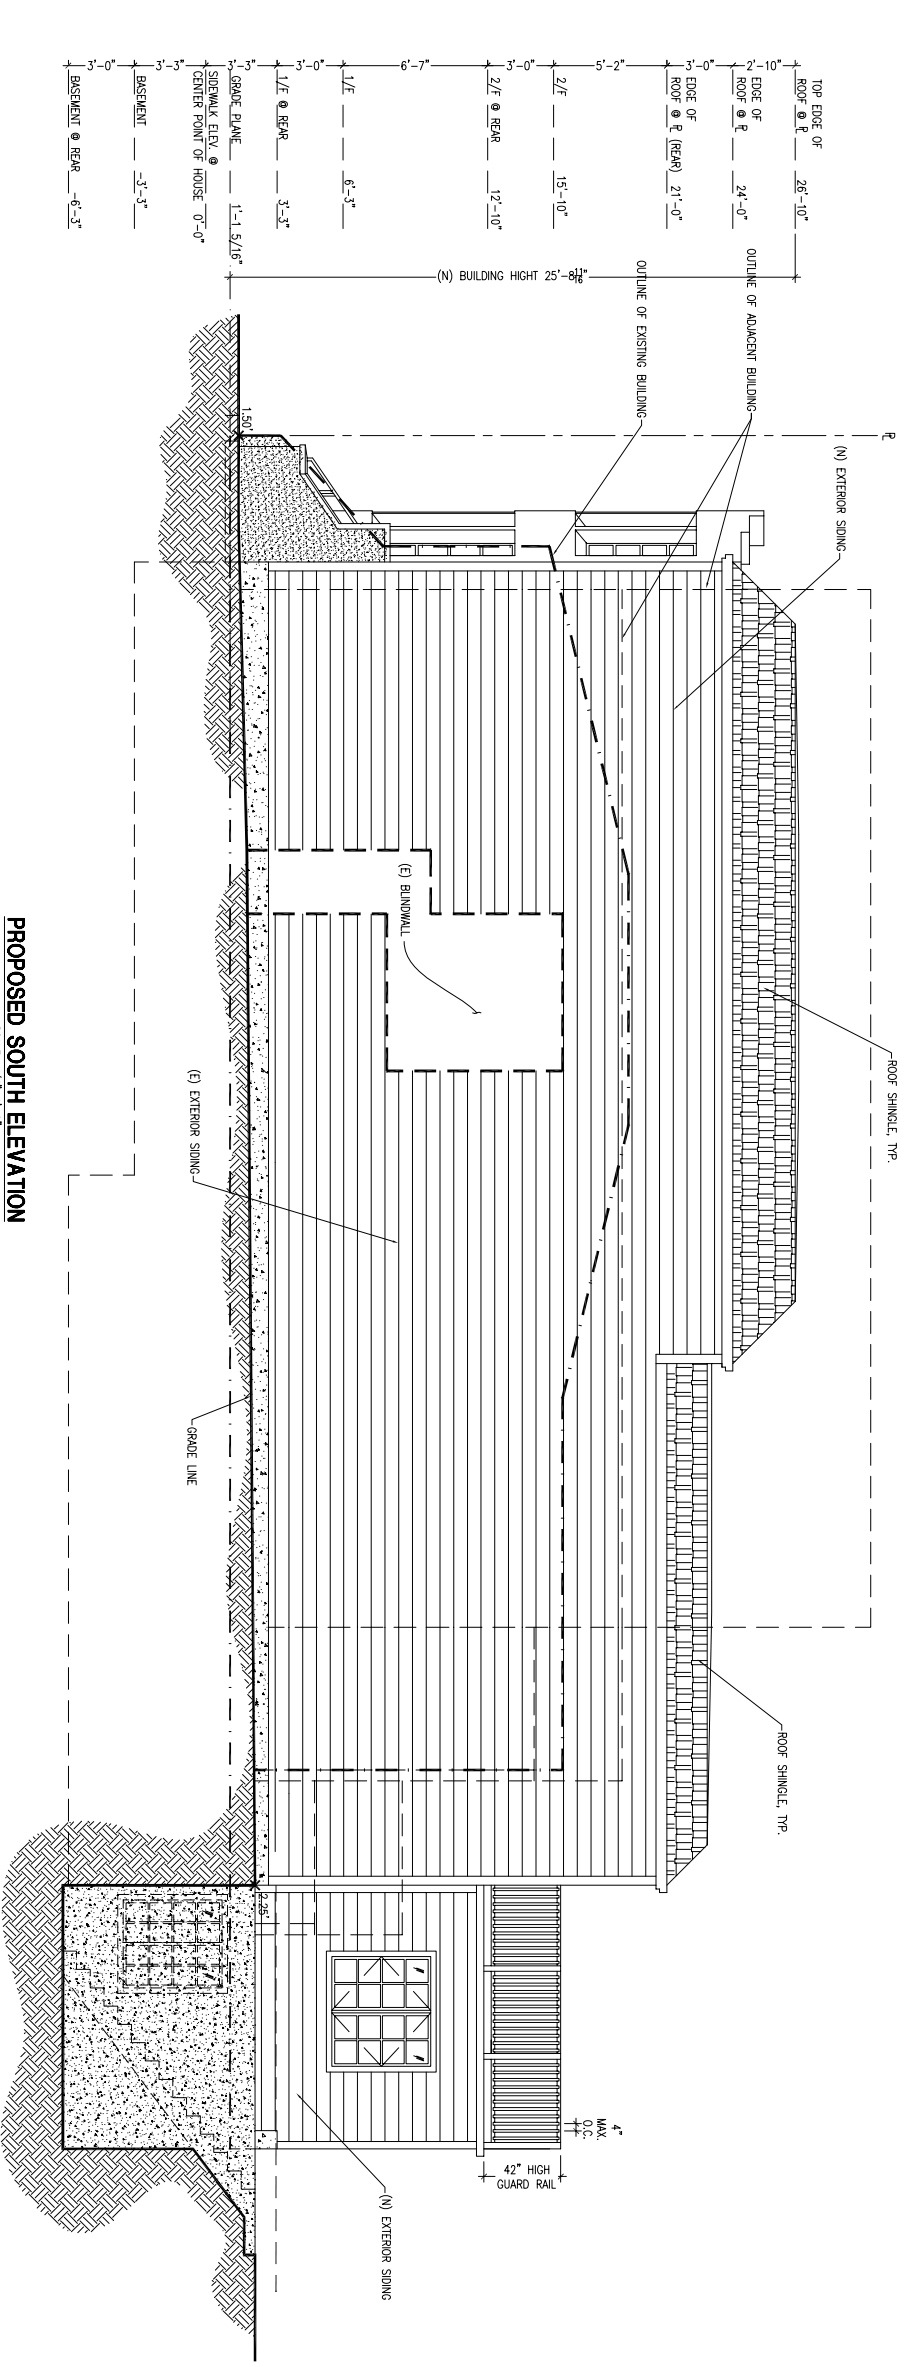 TOP EDGE OF
ROOF @ PL 26'-10"
2'-10"
EDGE OF
ROOF @ PL 24'-0"
3'-0"
EDGE OF
ROOF @ PL (REAR) 21'-0"
5'-2"
2/F 15'-10"
3'-0"
2/F @ REAR 12'-10"
6'-7"
1/F 6'-3"
3'-0"
1/F @ REAR 3'-3"
3'-3"
GRADE PLANE 1'-1 5/16"
SIDEWALK ELEV. @
CENTER POINT OF HOUSE 0'-0"
3'-3"
BASEMENT -3'-3"
3'-0"
BASEMENT @ REAR -6'-3"
(N) BUILDING HIGHT 25'-8 11/16"
OUTLINE OF ADJACENT BUILDING
OUTLINE OF EXISTING BUILDING
PL
(N) EXTERIOR SIDING
1.50'
(E) BLINDWALL
ROOF SHINGLE, TYP.
(E) EXTERIOR SIDING
GRADE LINE
ROOF SHINGLE, TYP.
2.25'
4"
MAX.
O.C.
42" HIGH
GUARD RAIL
(N) EXTERIOR SIDING
PROPOSED SOUTH ELEVATION